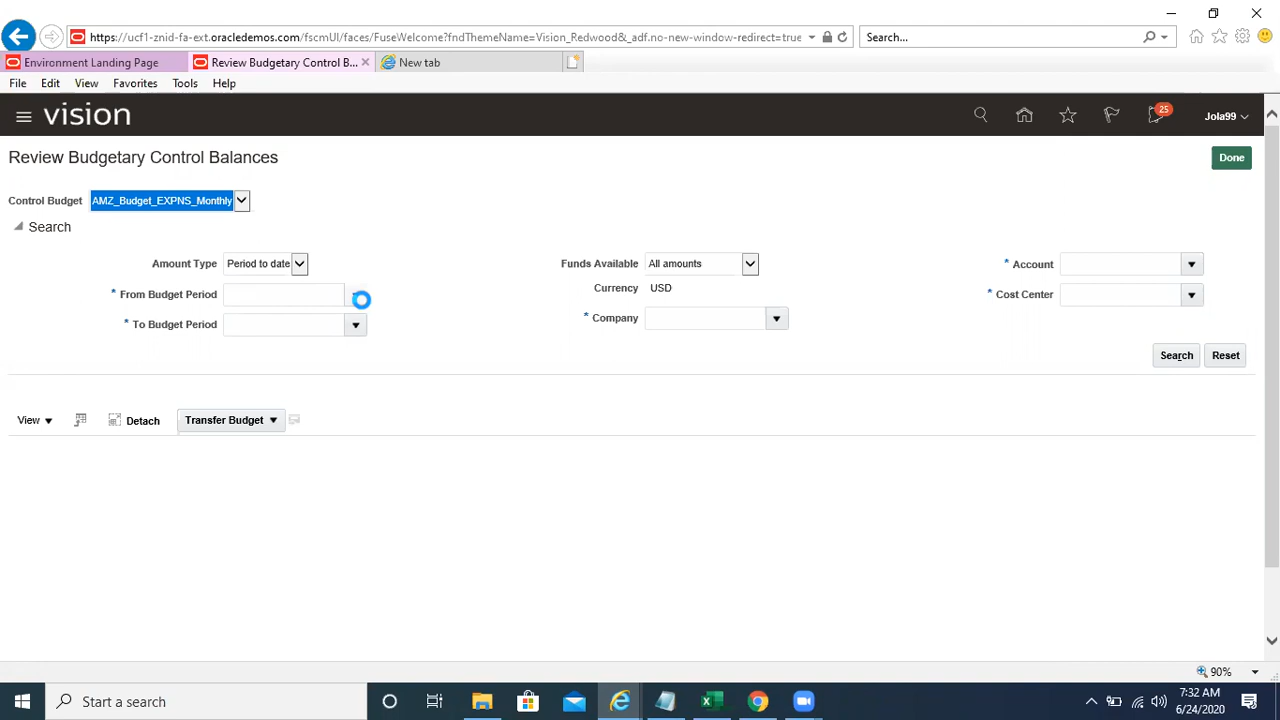 https://ucf1-znid-fa-ext.oracledemos.com/fscmUI/faces/FuseWelcome?fndThemeName=Vision_Redwood&_adf.no-new-window-redirect=true
Search...
Environment Landing Page
Review Budgetary Control B...
New tab
File Edit View Favorites Tools Help
vision
25
Jola99
Review Budgetary Control Balances
Done
Control Budget AMZ_Budget_EXPNS_Monthly
Search
Amount Type Period to date
Funds Available All amounts
* Account
* From Budget Period
Currency USD
* Cost Center
* To Budget Period
* Company
Search Reset
View Detach Transfer Budget
90%
Start a search
7:32 AM
6/24/2020